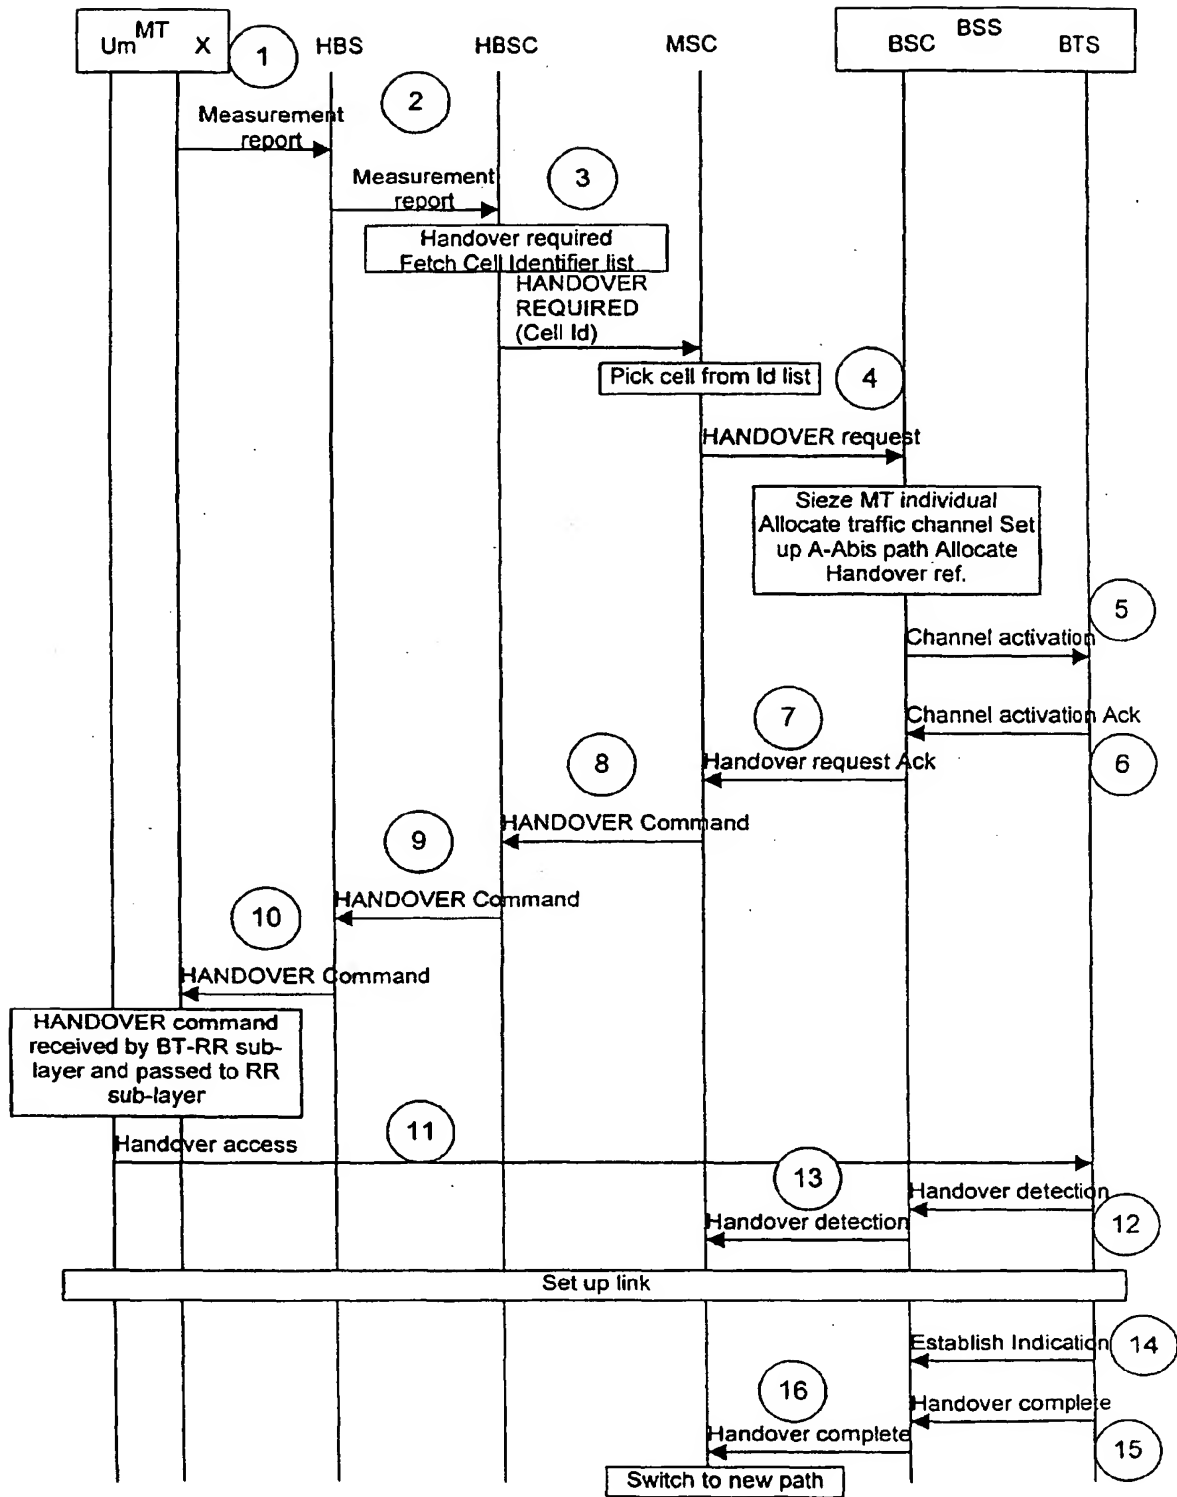 MT
Um
X
HBS
HBSC
MSC
BSS
BSC
BTS
1
2
Measurement
report
3
Measurement
report
Handover required
Fetch Cell Identifier list
HANDOVER
REQUIRED
(Cell Id)
Pick cell from Id list
4
HANDOVER request
Sieze MT individual
Allocate traffic channel Set
up A-Abis path Allocate
Handover ref.
5
Channel activation
7
Channel activation Ack
8
Handover request Ack
6
9
HANDOVER Command
10
HANDOVER Command
HANDOVER Command
HANDOVER command
received by BT-RR sub-
layer and passed to RR
sub-layer
11
Handover access
13
Handover detection
Handover detection
12
Set up link
Establish Indication
14
16
Handover complete
Handover complete
15
Switch to new path